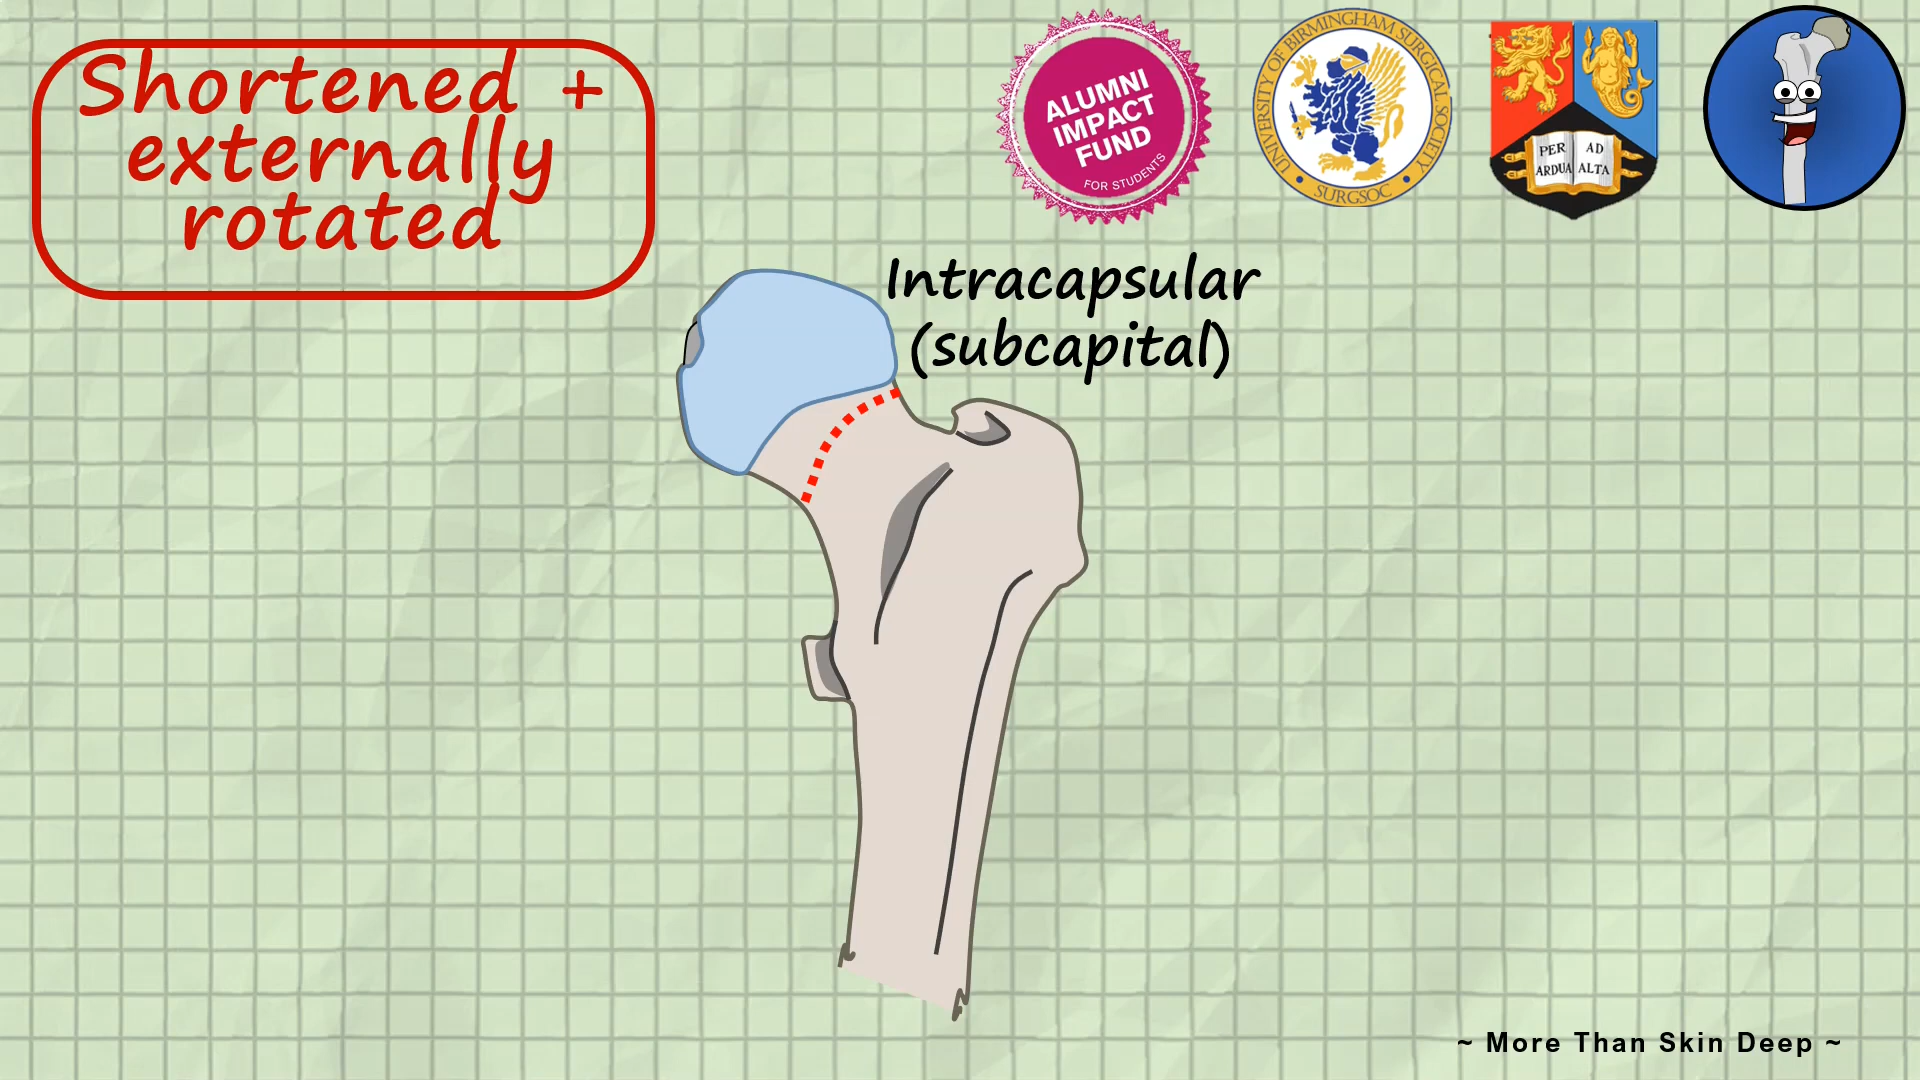 Shortened +
externally
rotated
ALUMNI
IMPACT
FUND
FOR STUDENTS
UNIVERSITY OF BIRMINGHAM SURGICAL SOCIETY
SURGSOC
PER AD
ARDUA ALTA
Intracapsular
(subcapital)
~ More Than Skin Deep ~